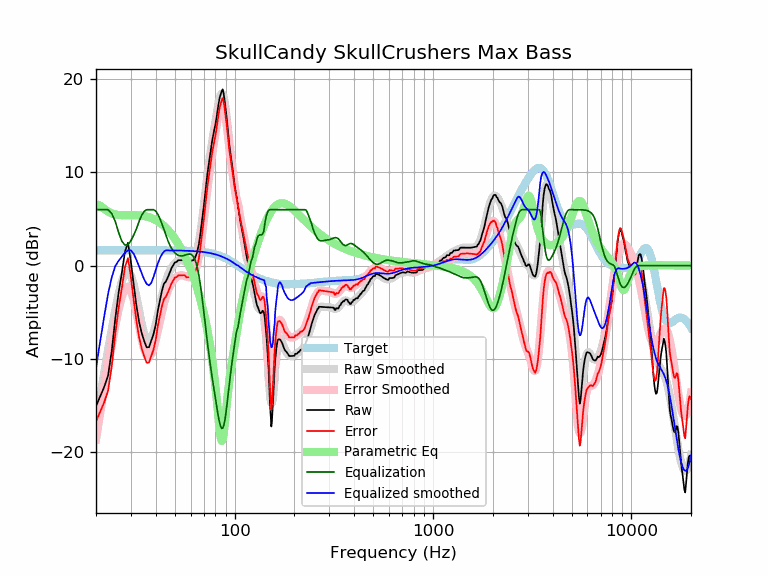 SkullCandy SkullCrushers Max Bass
Amplitude (dBr)
20
10
0
−10
−20
Target
Raw Smoothed
Error Smoothed
Raw
Error
Parametric Eq
Equalization
Equalized smoothed
100
1000
10000
Frequency (Hz)